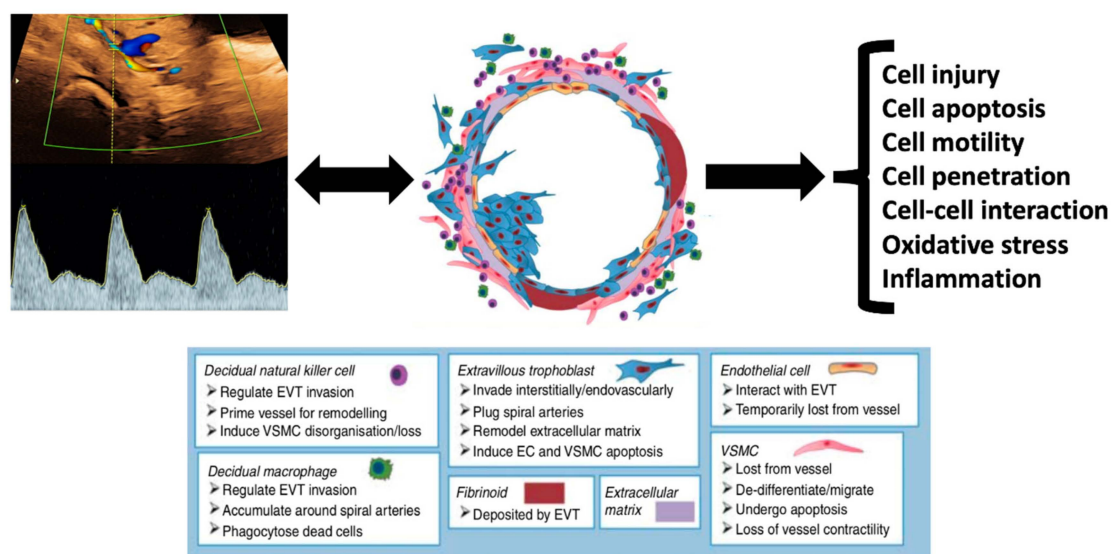 Cell injury
Cell apoptosis
Cell motility
Cell penetration
Cell-cell interaction
Oxidative stress
Inflammation
Decidual natural killer cell
➢ Regulate EVT invasion
➢ Prime vessel for remodelling
➢ Induce VSMC disorganisation/loss
Decidual macrophage
➢ Regulate EVT invasion
➢ Accumulate around spiral arteries
➢ Phagocytose dead cells
Extravillous trophoblast
➢ Invade interstitially/endovascularly
➢ Plug spiral arteries
➢ Remodel extracellular matrix
➢ Induce EC and VSMC apoptosis
Fibrinoid
➢ Deposited by EVT
Extracellular
matrix
Endothelial cell
➢ Interact with EVT
➢ Temporarily lost from vessel
VSMC
➢ Lost from vessel
➢ De-differentiate/migrate
➢ Undergo apoptosis
➢ Loss of vessel contractility